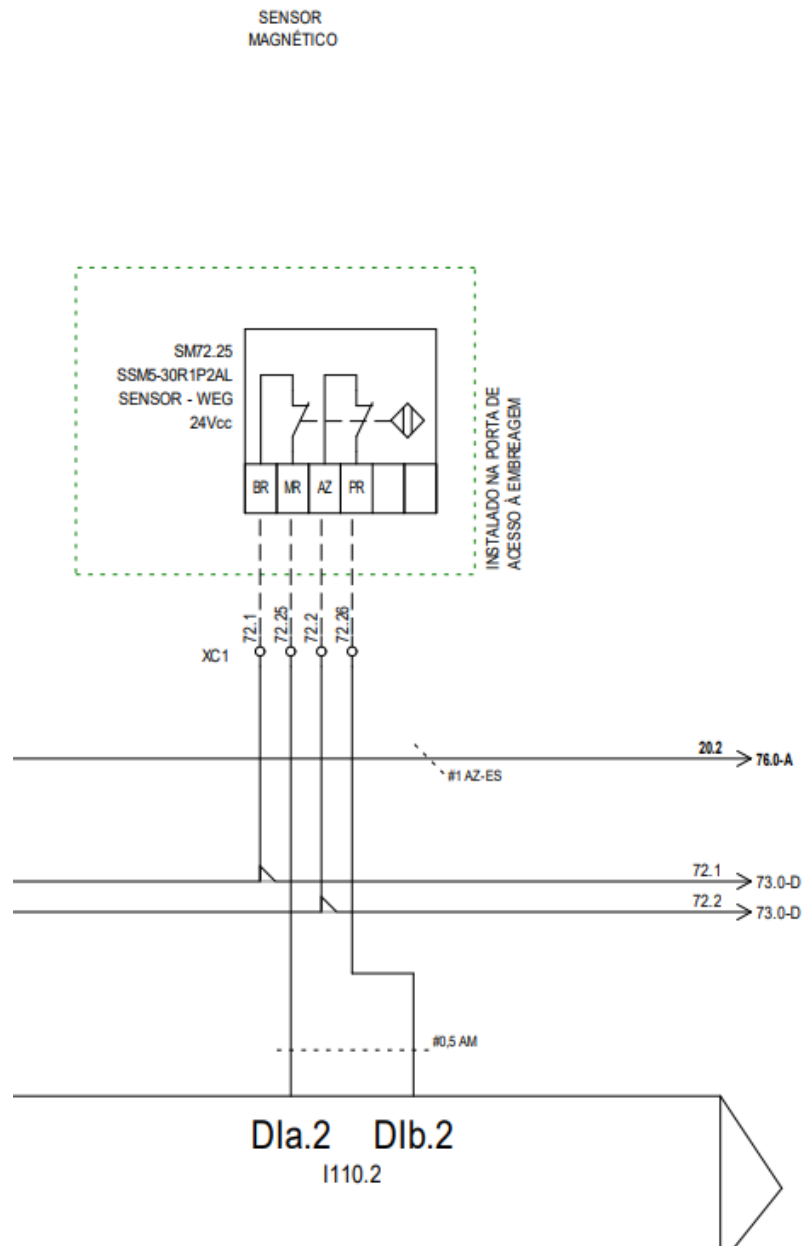 SENSOR
MAGNÉTICO
SM72.25
SSM5-30R1P2AL
SENSOR - WEG
24Vcc
BR MR AZ PR
INSTALADO NA PORTA DE
ACESSO À EMBREAGEM
72.1
72.25
72.2
72.26
XC1
20.2
76.0-A
#1 AZ-ES
72.1
73.0-D
72.2
73.0-D
#0,5 AM
DIa.2 DIb.2
I110.2